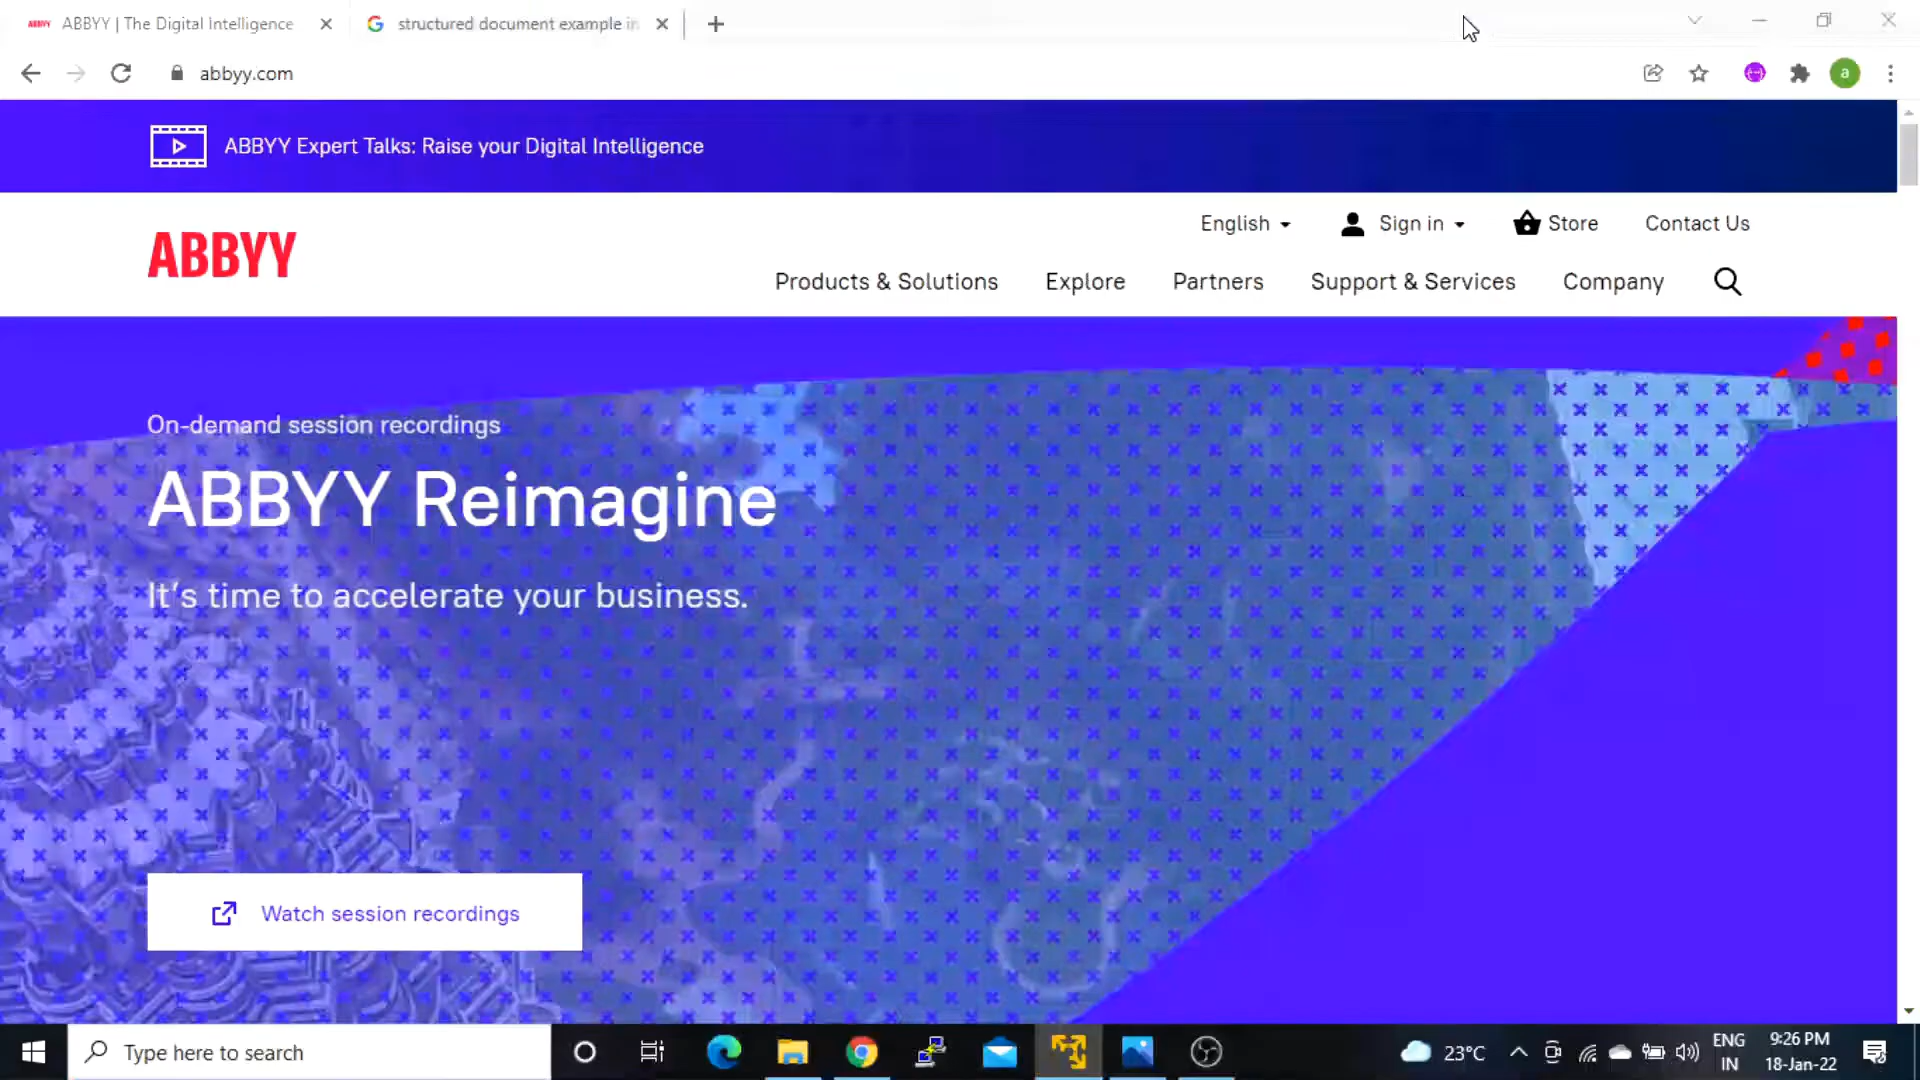 ABBYY ABBYY | The Digital Intelligence
structured document example in
abbyy.com
a
ABBYY Expert Talks: Raise your Digital Intelligence
English
Sign in
Store
Contact Us
ABBYY
Products & Solutions
Explore
Partners
Support & Services
Company
On-demand session recordings
ABBYY Reimagine
It's time to accelerate your business.
Watch session recordings
Type here to search
23°C
ENG
IN
9:26 PM
18-Jan-22